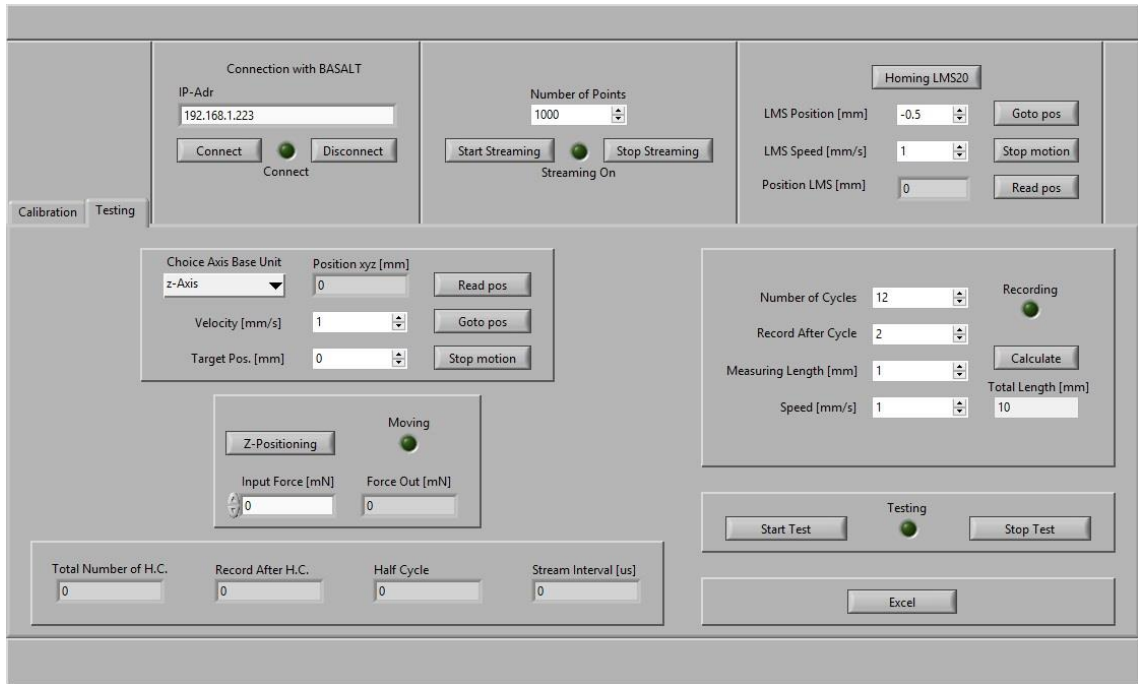 Connection with BASALT
IP-Adr
192.168.1.223
Connect
Disconnect
Connect
Number of Points
1000
Start Streaming
Stop Streaming
Streaming On
Homing LMS20
LMS Position [mm]
-0.5
Goto pos
LMS Speed [mm/s]
1
Stop motion
Position LMS [mm]
0
Read pos
Calibration
Testing
Choice Axis Base Unit
Position xyz [mm]
z-Axis
0
Read pos
Velocity [mm/s]
1
Goto pos
Target Pos. [mm]
0
Stop motion
Z-Positioning
Moving
Input Force [mN]
Force Out [mN]
0
0
Total Number of H.C.
Record After H.C.
Half Cycle
Stream Interval [us]
0
0
0
0
Number of Cycles
12
Recording
Record After Cycle
2
Measuring Length [mm]
1
Calculate
Total Length [mm]
Speed [mm/s]
1
10
Start Test
Testing
Stop Test
Excel